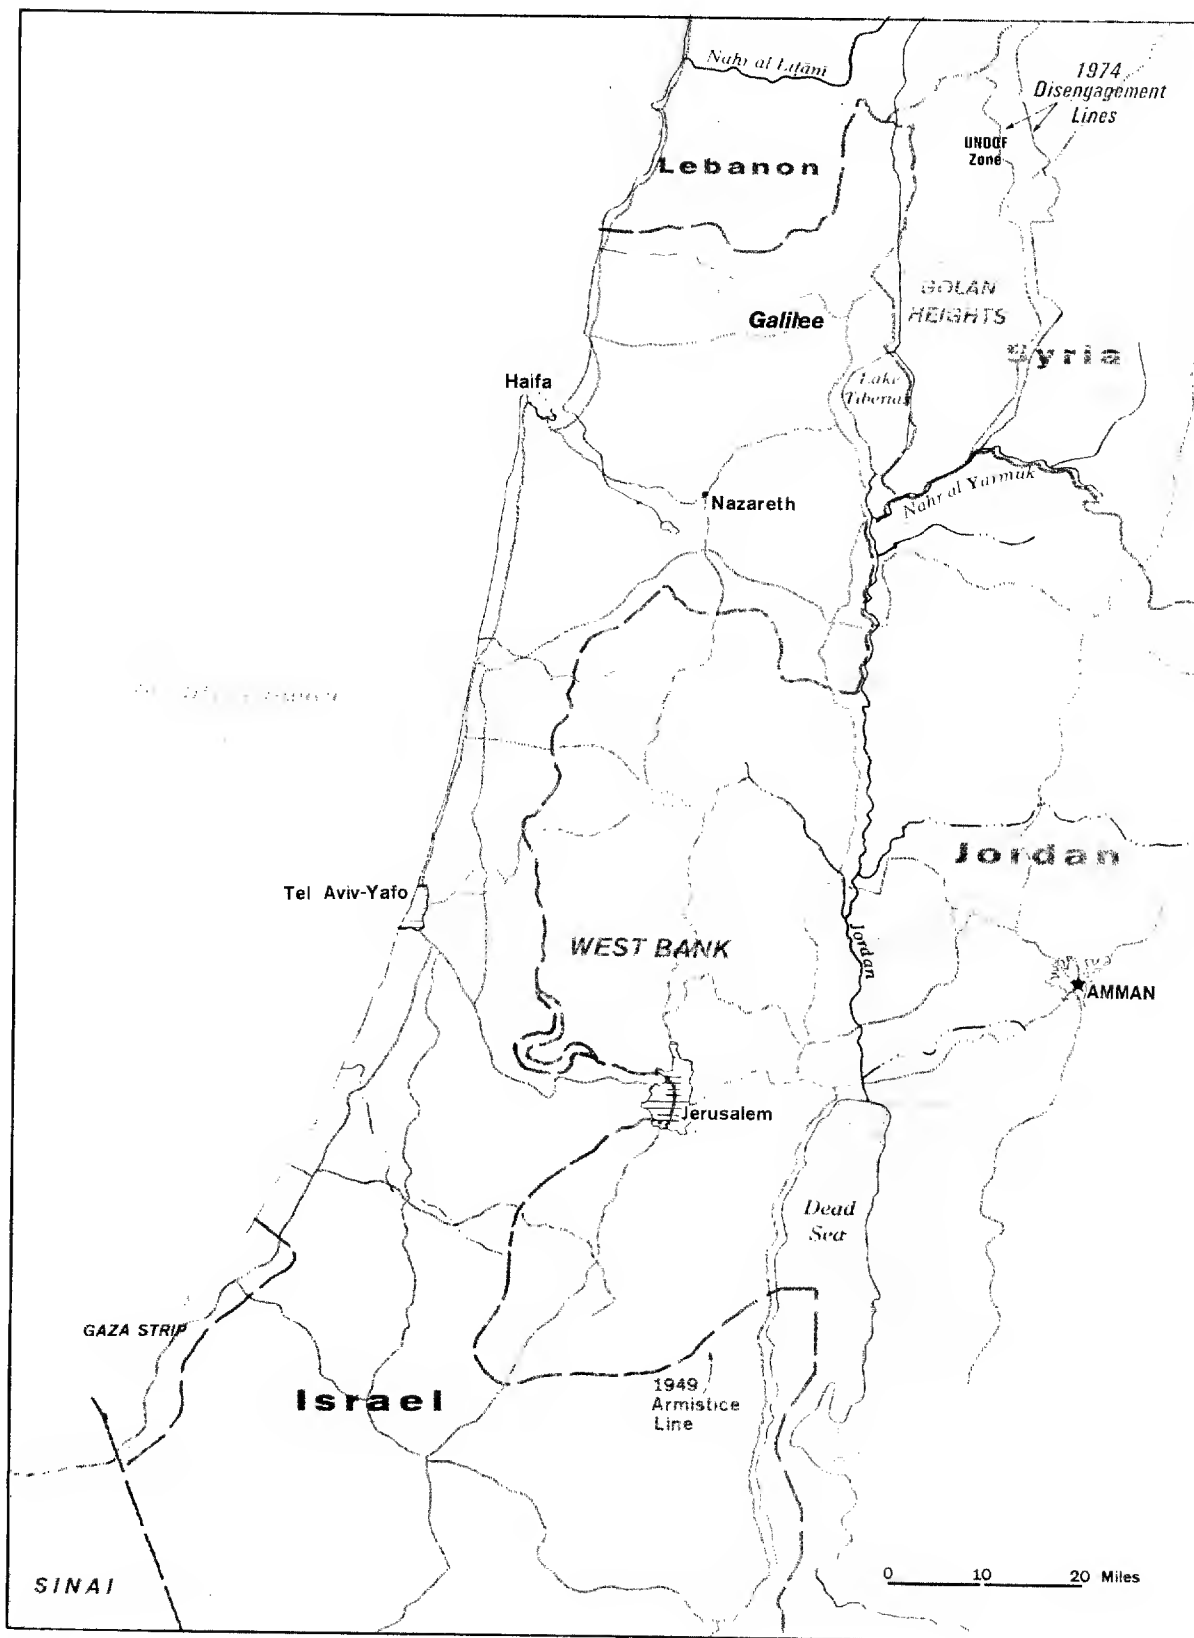 Nahr al Līṭānī
1974
Disengagement
Lines
UNDOF
Zone
Lebanon
GOLAN
HEIGHTS
Galilee
Syria
Haifa
Lake
Tiberias
Nazareth
Nahr al Yarmuk
Jordan
Tel Aviv-Yafo
WEST BANK
Jordan
AMMAN
Jerusalem
Dead
Sea
GAZA STRIP
Israel
1949
Armistice
Line
SINAI
0 10 20 Miles